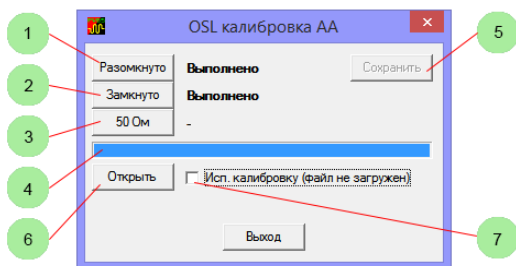 OSL калибровка AA
1
Разомкнуто Выполнено Сохранить 5
2
Замкнуто Выполнено
3
50 Ом -
4
Открыть Исп. калибровку (файл не загружен)
6
7
Выход